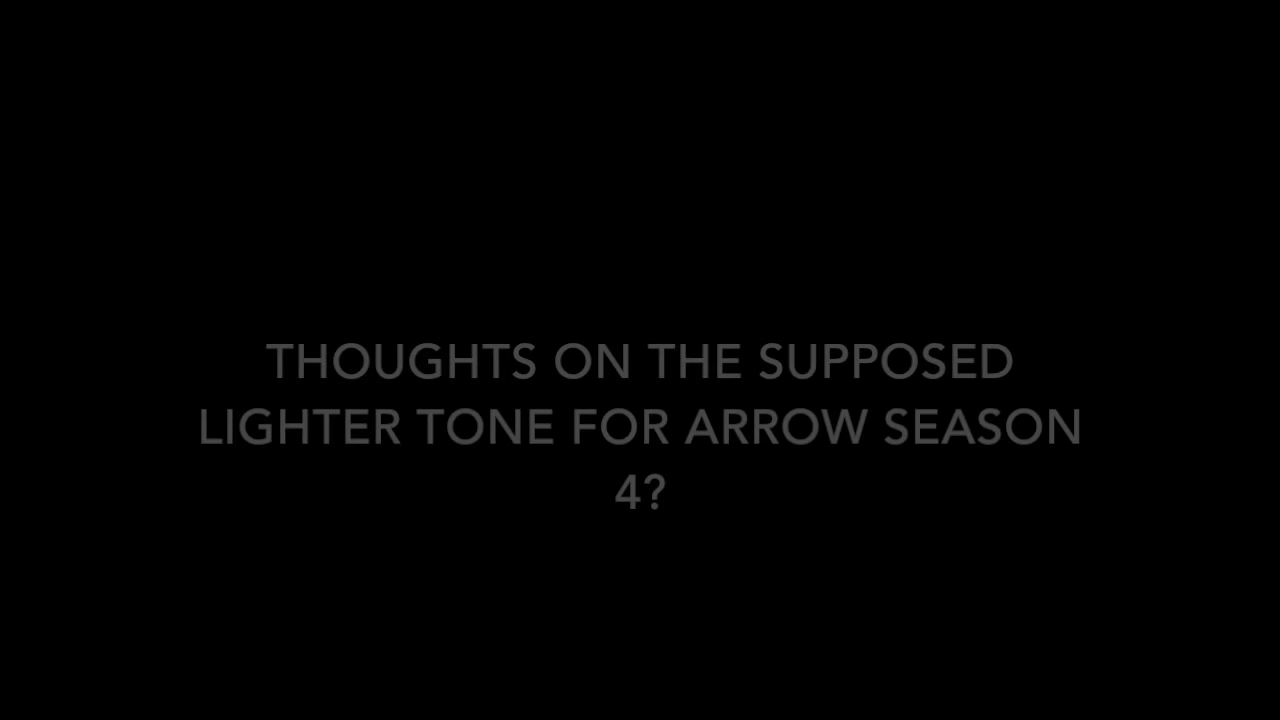 THOUGHTS ON THE SUPPOSED
LIGHTER TONE FOR ARROW SEASON
4?